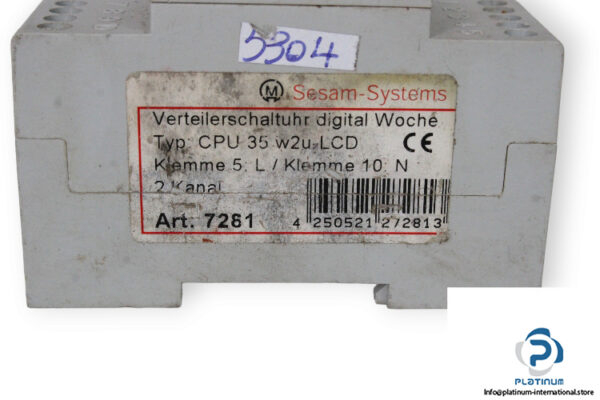 5304
M Sesam-Systems
Verteilerschaltuhr digital Woche
Typ: CPU 35 w2u-LCD
Klemme 5: L / Klemme 10: N
2 Kanal
Art. 7281
4 250521 272813
PLATINUM
Info@platinum-international.store